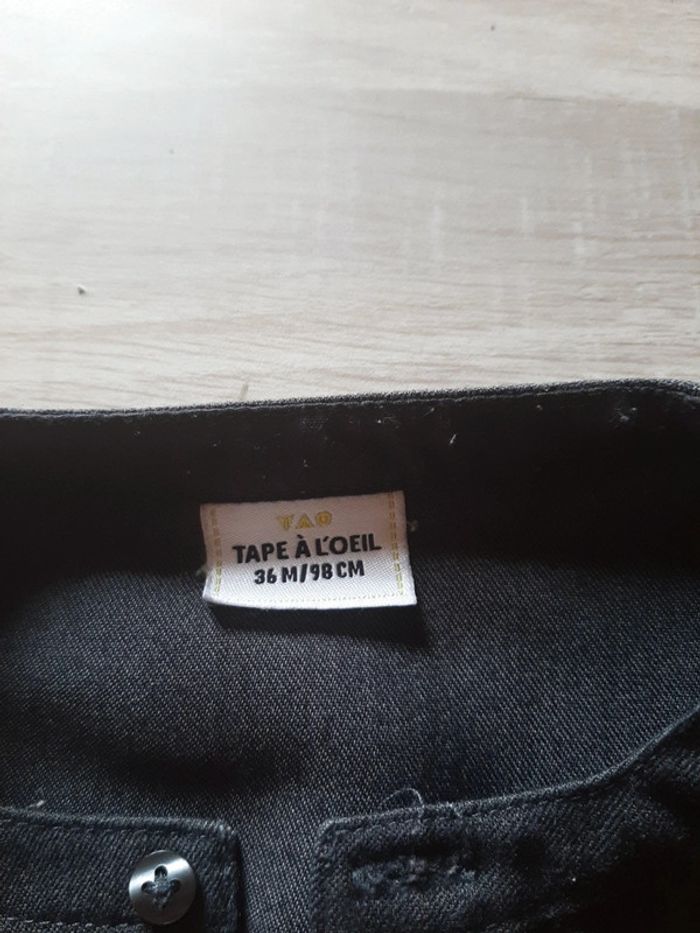 TAO
TAPE À L'OEIL
36 M/98 CM